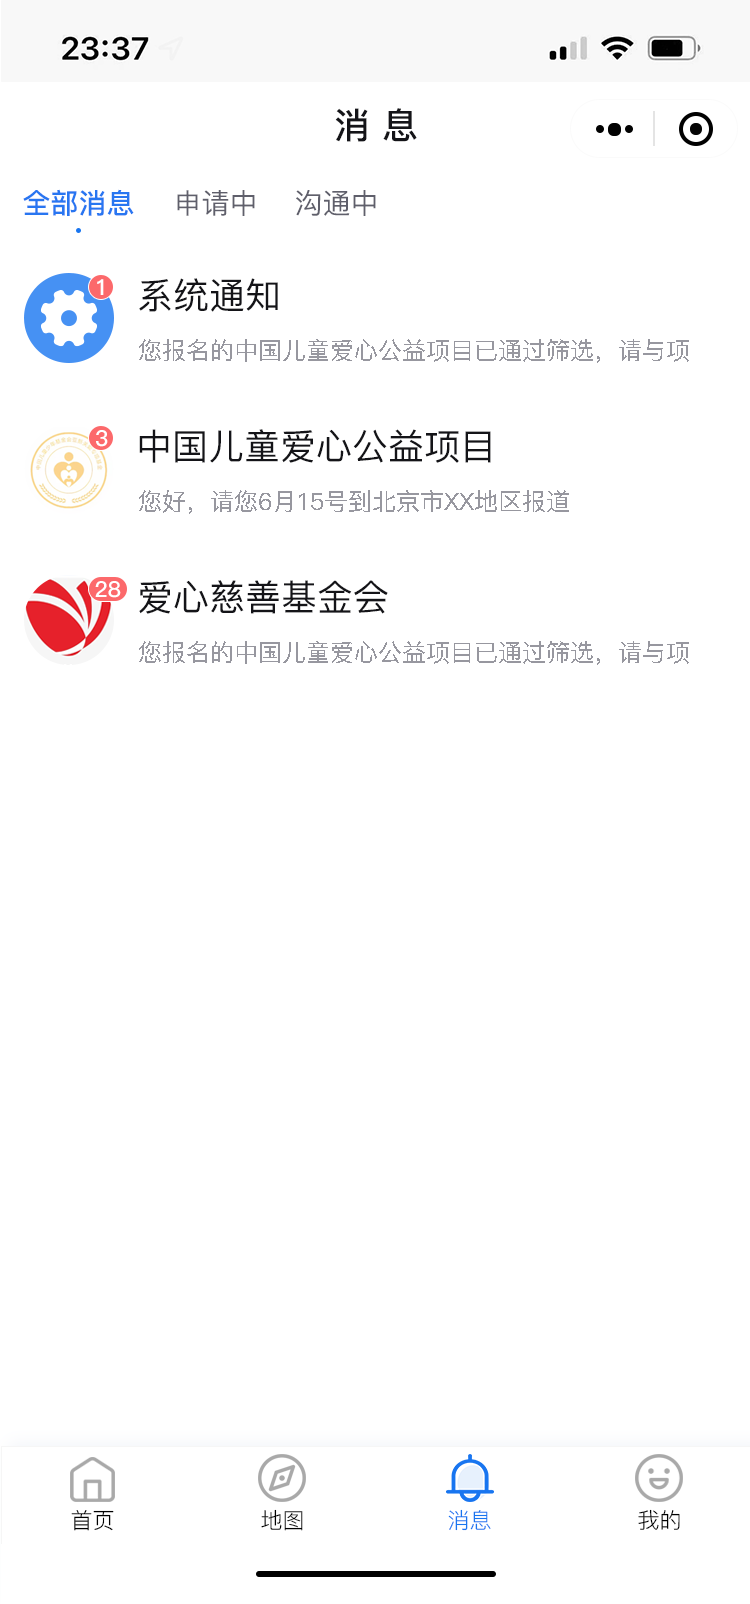 23:37
消 息
全部消息 申请中 沟通中
1
系统通知
您报名的中国儿童爱心公益项目已通过筛选，请与项
3
中国儿童爱心公益项目
您好，请您6月15号到北京市XX地区报道
28
爱心慈善基金会
您报名的中国儿童爱心公益项目已通过筛选，请与项
首页 地图 消息 我的